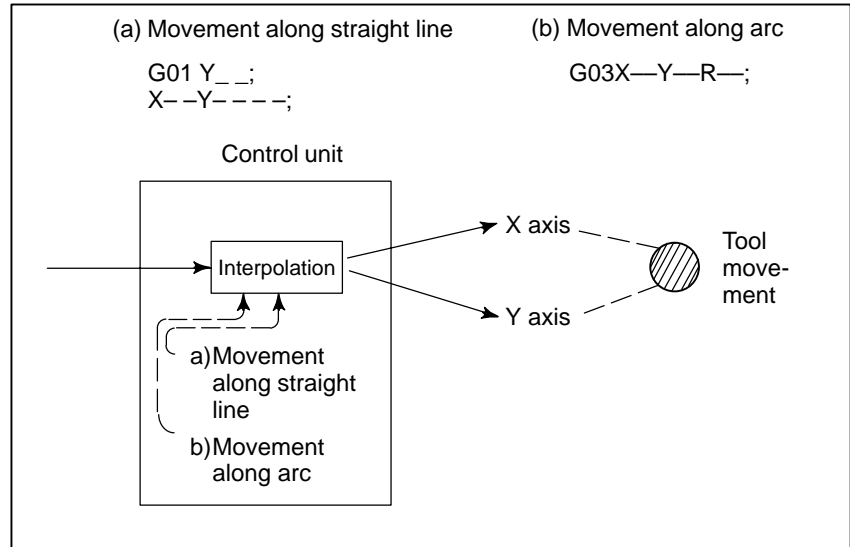 (a) Movement along straight line
G01 Y_ _;
X– –Y– – – –;
(b) Movement along arc
G03X––Y––R––;
Control unit
Interpolation
a)Movement
along straight
line
b)Movement
along arc
X axis
Y axis
Tool
move-
ment